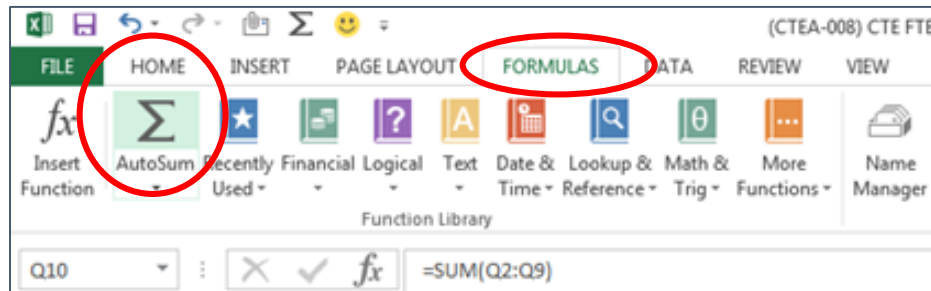 (CTEA-008) CTE FTE
FILE HOME INSERT PAGE LAYOUT FORMULAS DATA REVIEW VIEW
fx Σ ? A θ
Insert Function AutoSum Recently Used Financial Logical Text Date & Time Lookup & Reference Math & Trig More Functions Name Manager
Function Library
Q10 fx =SUM(Q2:Q9)